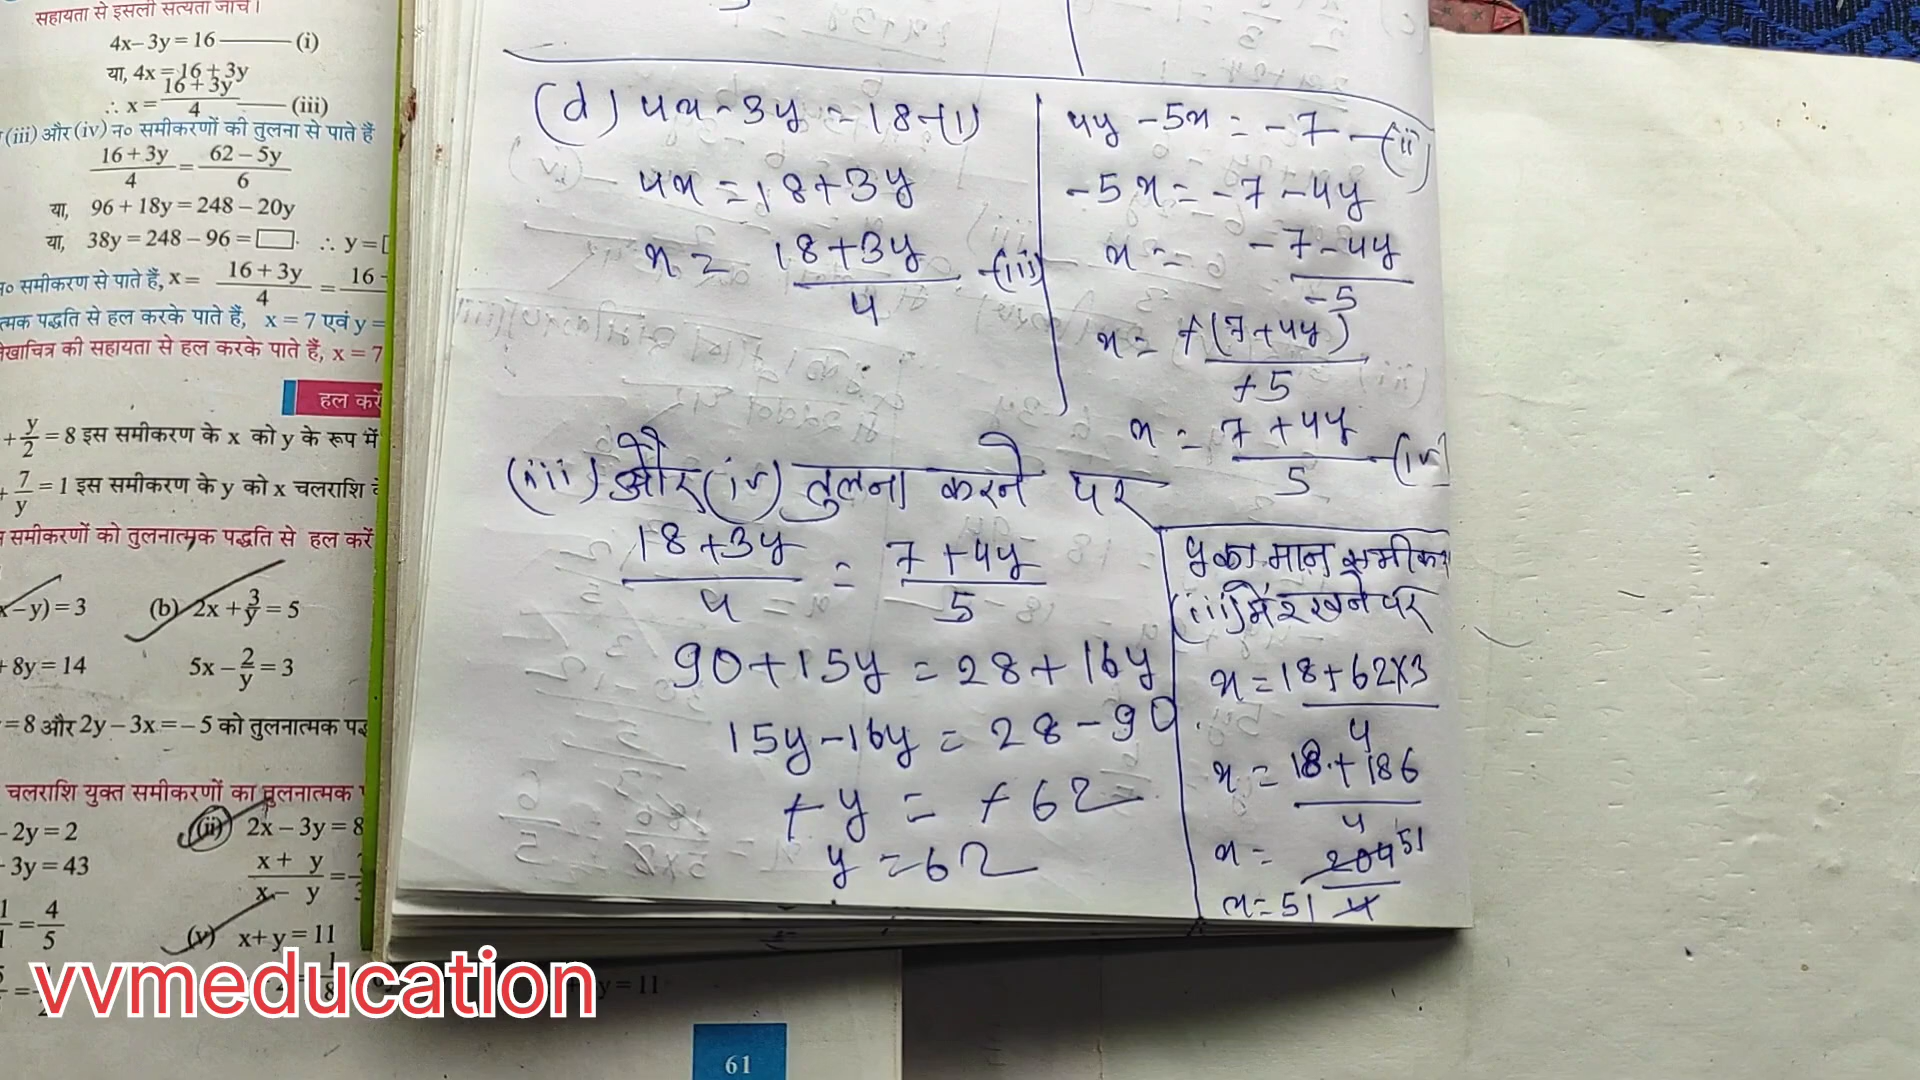 सहायता से इसली सत्यता जांचें।
4x–3y = 16 ——— (i)
या, 4x = 16 + 3y
∴ x = 16 + 3y / 4 —— (iii)
(iii) और (iv) न० समीकरणों की तुलना से पाते हैं
16 + 3y / 4 = 62 – 5y / 6
या, 96 + 18y = 248 – 20y
या, 38y = 248 – 96 = □. ∴ y =
न० समीकरण से पाते हैं, x = 16 + 3y / 4 = 16 -
त्मक पद्धति से हल करके पाते हैं, x = 7 एवं y =
लेखाचित्र की सहायता से हल करके पाते हैं, x = 7
हल करें
+ y/2 = 8 इस समीकरण के x को y के रूप में
+ 7/y = 1 इस समीकरण के y को x चलराशि
समीकरणों को तुलनात्मक पद्धति से हल करें
x – y) = 3 (b) 2x + 3/y = 5
+ 8y = 14 5x – 2/y = 3
= 8 और 2y – 3x = – 5 को तुलनात्मक
चलराशि युक्त समीकरणों का तुलनात्मक
- 2y = 2 (ii) 2x – 3y = 8
- 3y = 43 x + y / x – y =
1 = 4/5
(v) x + y = 11
y = 11
61
(d) 4x - 3y = 18 -(i)
4x = 18 + 3y
x = 18 + 3y / 4 -(iii)
4y - 5x = -7 -(ii)
-5x = -7 - 4y
x = -7 - 4y / -5
x = +(7 + 4y) / +5
x = 7 + 4y / 5 -(iv)
(iii) और (iv) तुलना करने पर
18 + 3y / 4 = 7 + 4y / 5
90 + 15y = 28 + 16y
15y - 16y = 28 - 90
+ y = + 62
y = 62
y का मान समीक
(iii) में रखने पर
x = 18 + 62x3 / 4
x = 18 + 186 / 4
x = 204 51 / 4
x = 51
vvmeducation